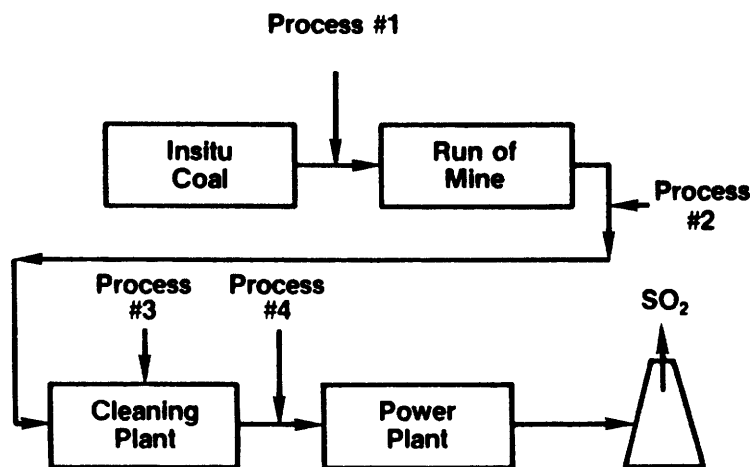 Process #1
Insitu
Coal
Run of
Mine
Process
#2
Process
#3
Process
#4
SO₂
Cleaning
Plant
Power
Plant